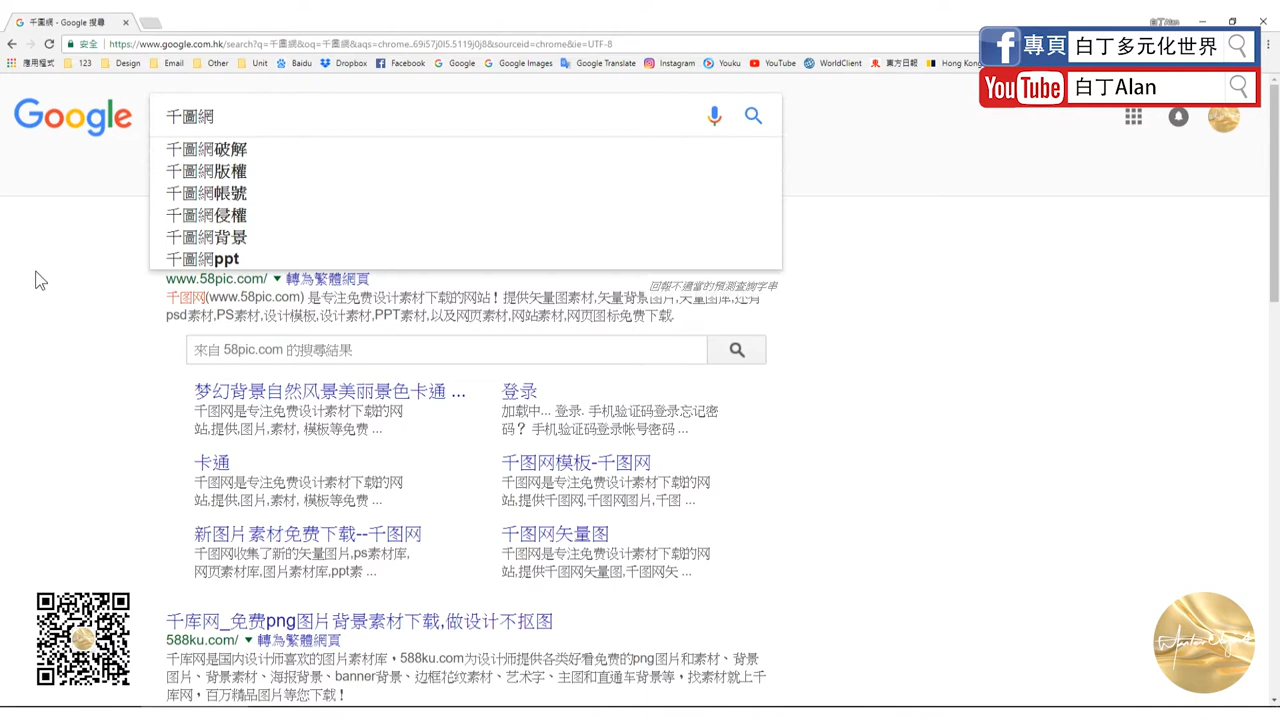 千圖網 - Google 搜尋
白丁Alan
安全
https://www.google.com.hk/search?q=千圖網&oq=千圖網&aqs=chrome..69i57j0l5.5119j0j8&sourceid=chrome&ie=UTF-8
應用程式 123 Design Email Other Unit Baidu Dropbox Facebook Google Google Images Google Translate Instagram Youku YouTube WorldClient 東方日報 Hong Kong
f 專頁 白丁多元化世界
YouTube 白丁Alan
Google
千圖網
千圖網破解
千圖網版權
千圖網帳號
千圖網侵權
千圖網背景
千圖網ppt
www.58pic.com/ ▼ 轉為繁體網頁
回報不適當的預測查詢字串
千图网(www.58pic.com) 是专注免费设计素材下载的网站！提供矢量图素材,矢量背景图片,矢量图库,还有
psd素材,PS素材,设计模板,设计素材,PPT素材,以及网页素材,网站素材,网页图标免费下载.
來自 58pic.com 的搜尋結果
梦幻背景自然风景美丽景色卡通 ...
千图网是专注免费设计素材下载的网
站,提供,图片,素材, 模板等免费 ...
登录
加载中... 登录. 手机验证码登录忘记密
码？ 手机验证码登录帐号密码 ...
卡通
千图网是专注免费设计素材下载的网
站,提供,图片,素材, 模板等免费 ...
千图网模板-千图网
千图网是专注免费设计素材下载的网
站,提供千图网,千图网图片,千图 ...
新图片素材免费下载--千图网
千图网收集了新的矢量图片,ps素材库,
网页素材库,图片素材库,ppt素 ...
千图网矢量图
千图网是专注免费设计素材下载的网
站,提供千图网矢量图,千图网矢 ...
千库网_免费png图片背景素材下载,做设计不抠图
588ku.com/ ▼ 轉為繁體網頁
千库网是国内设计师喜欢的图片素材库，588ku.com为设计师提供各类好看免费的png图片和素材、背景
图片、背景素材、海报背景、banner背景、边框花纹素材、艺术字、主图和直通车背景等，找素材就上千
库网，百万精品图片等您下载！